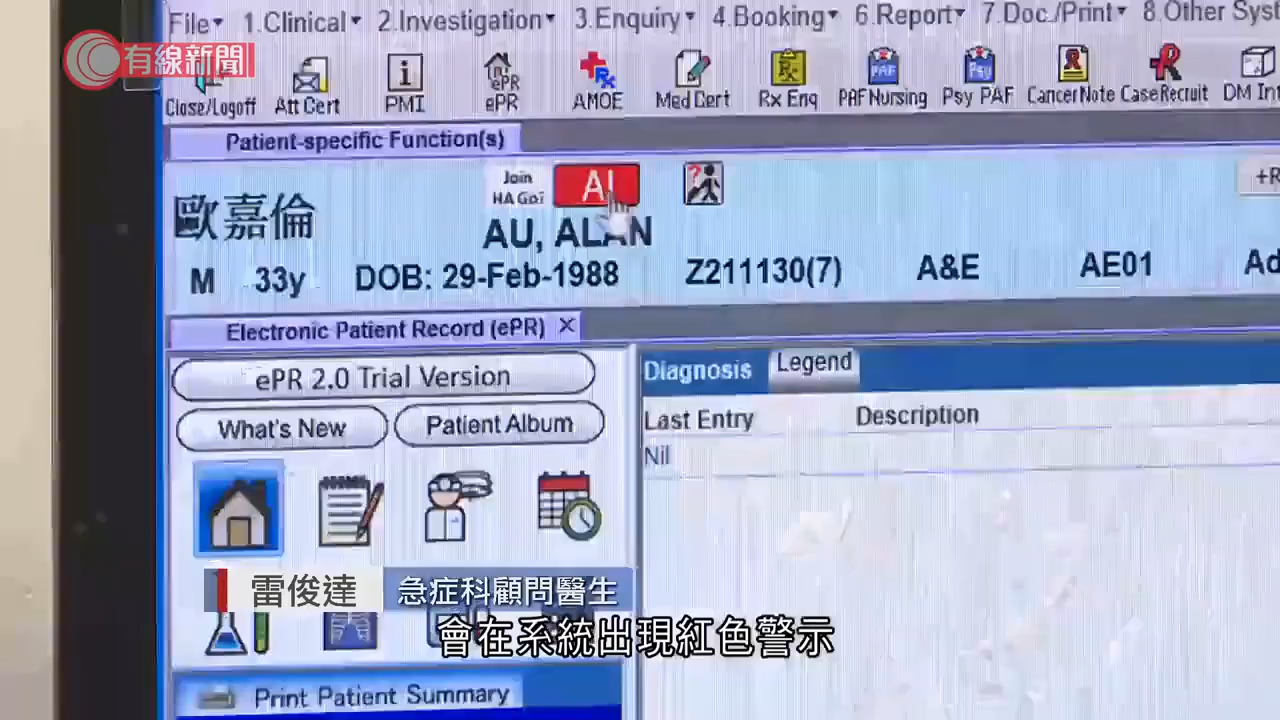 File 1.Clinical 2.Investigation 3.Enquiry 4.Booking 6.Report 7.Doc./Print 8.Other Syst
有線新聞
Close/Logoff Att Cert PMI ePR AMOE Med Cert Rx Enq PAF Nursing Psy PAF CancerNote CaseRecruit DM Int
Patient-specific Function(s)
Join HA Go! AI +R
歐嘉倫 AU, ALAN
M 33y DOB: 29-Feb-1988 Z211130(7) A&E AE01 Ad
Electronic Patient Record (ePR) ×
ePR 2.0 Trial Version
Diagnosis Legend
What's New Patient Album
Last Entry Description
Nil
雷俊達 急症科顧問醫生
會在系統出現紅色警示
Print Patient Summary